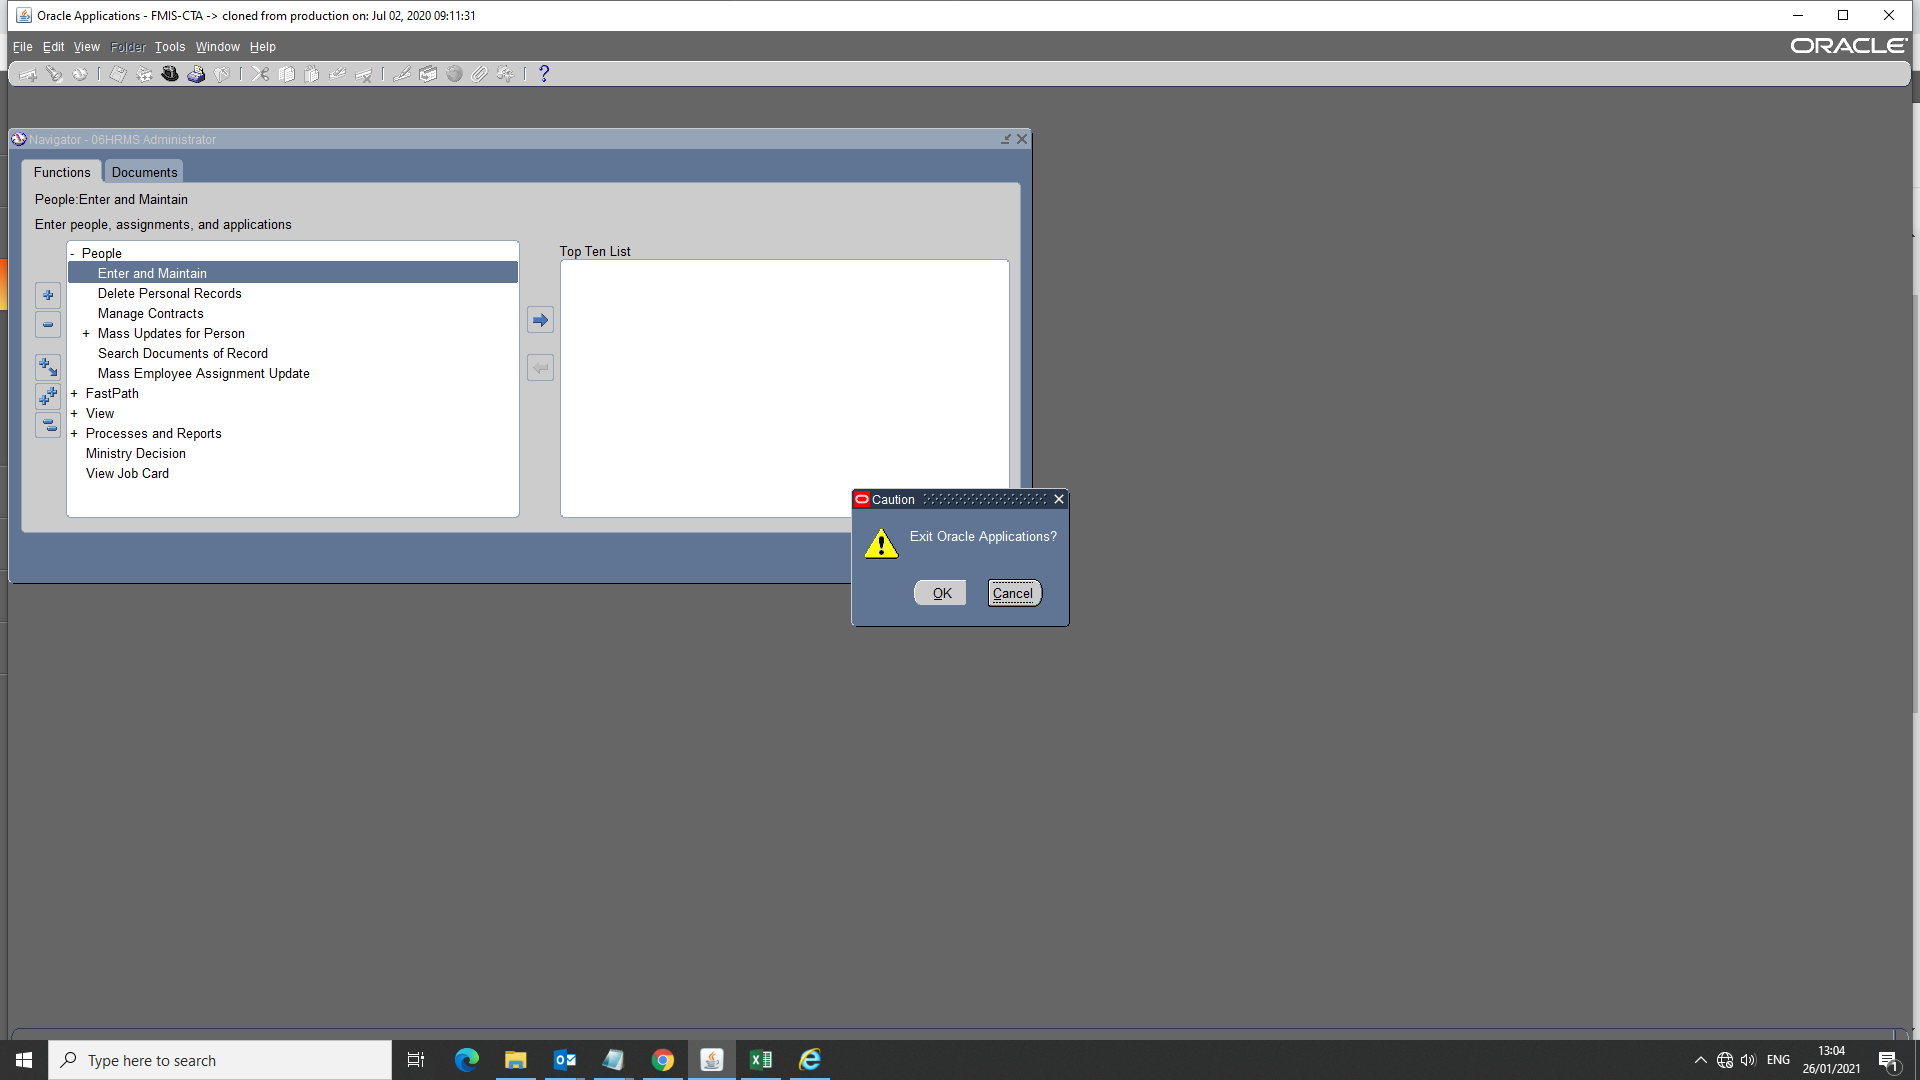 Oracle Applications - FMIS-CTA -> cloned from production on: Jul 02, 2020 09:11:31
File Edit View Folder Tools Window Help
ORACLE
Navigator - 06HRMS Administrator
Functions Documents
People:Enter and Maintain
Enter people, assignments, and applications
- People
Enter and Maintain
Delete Personal Records
Manage Contracts
+ Mass Updates for Person
Search Documents of Record
Mass Employee Assignment Update
+ FastPath
+ View
+ Processes and Reports
Ministry Decision
View Job Card
Top Ten List
Caution
Exit Oracle Applications?
OK Cancel
Type here to search
ENG
13:04
26/01/2021
1